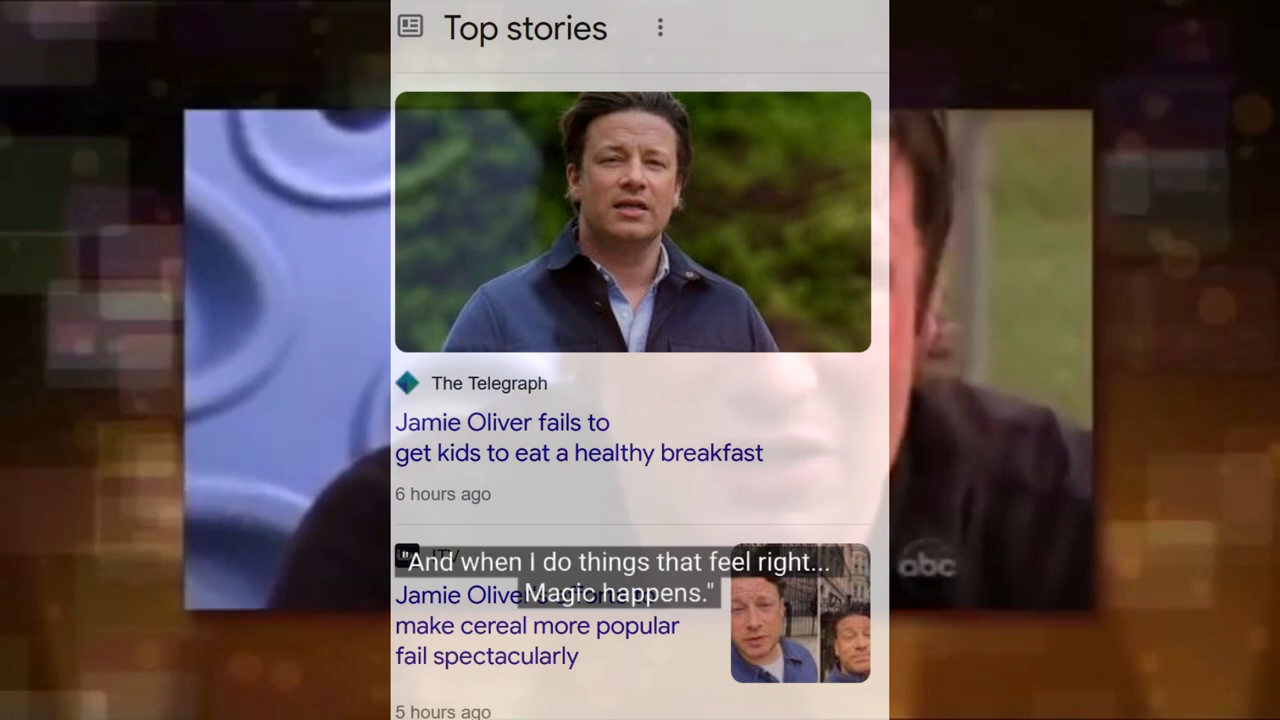 Top stories
The Telegraph
Jamie Oliver fails to
get kids to eat a healthy breakfast
6 hours ago
"And when I do things that feel right...
Magic happens."
Jamie Olive
make cereal more popular
fail spectacularly
5 hours ago
abc